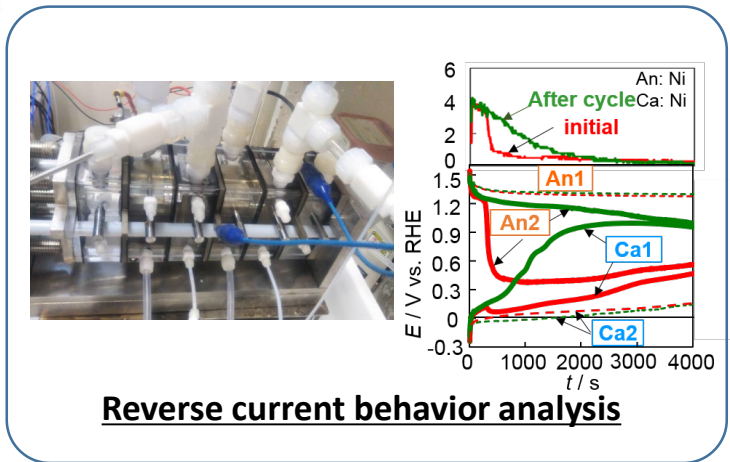 6
An: Ni
4
After cycle
Ca: Ni
initial
2
0
1.5
An1
1.2
An2
0.9
Ca1
0.6
0.3
0
Ca2
-0.3
E / V vs. RHE
0 1000 2000 3000 4000
t / s
Reverse current behavior analysis